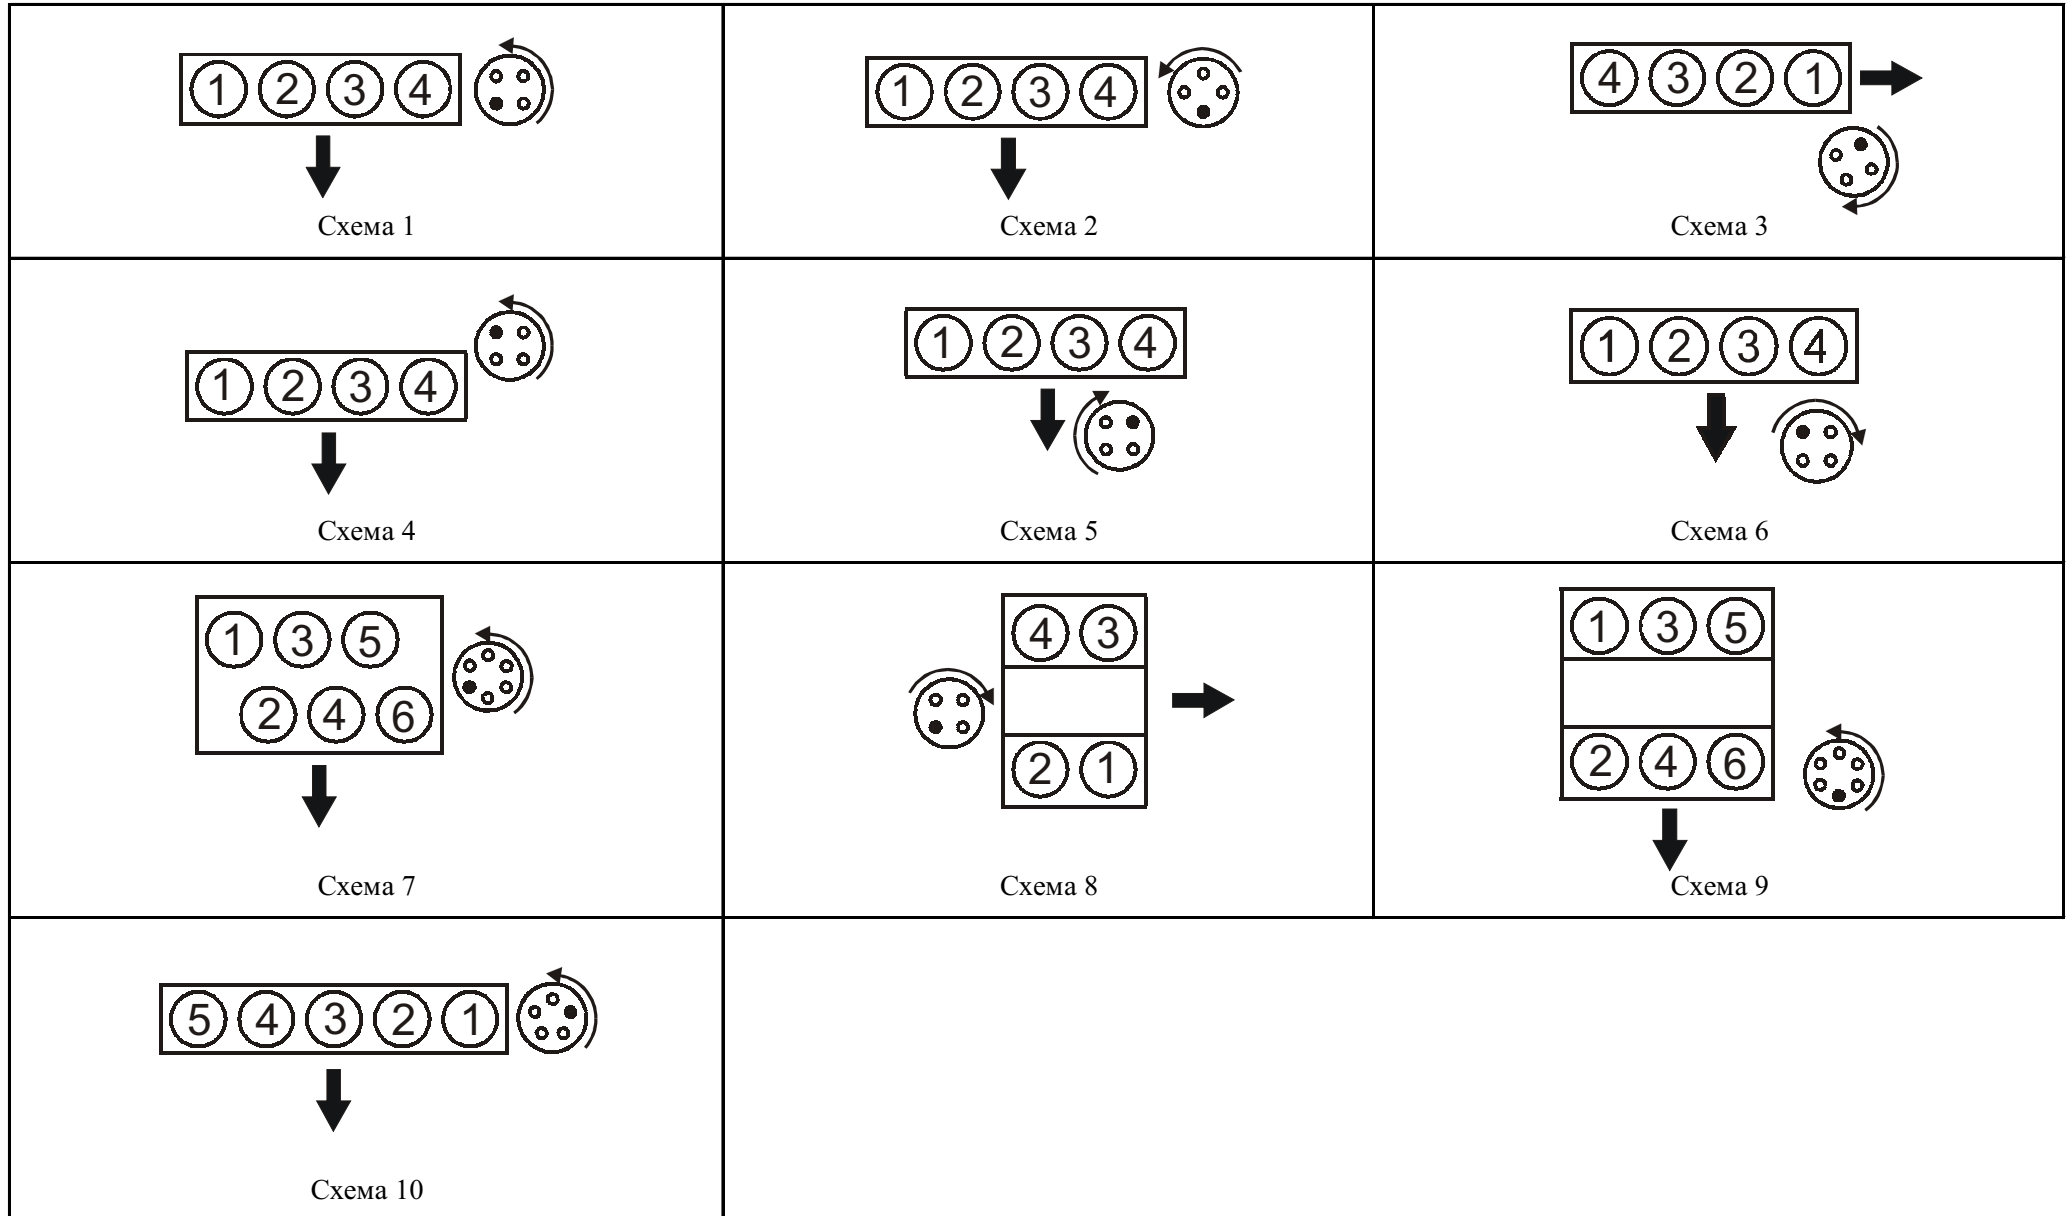 1 2 3 4
Схема 1
1 2 3 4
Схема 2
4 3 2 1
Схема 3
1 2 3 4
Схема 4
1 2 3 4
Схема 5
1 2 3 4
Схема 6
1 3 5
2 4 6
Схема 7
4 3
2 1
Схема 8
1 3 5
2 4 6
Схема 9
5 4 3 2 1
Схема 10